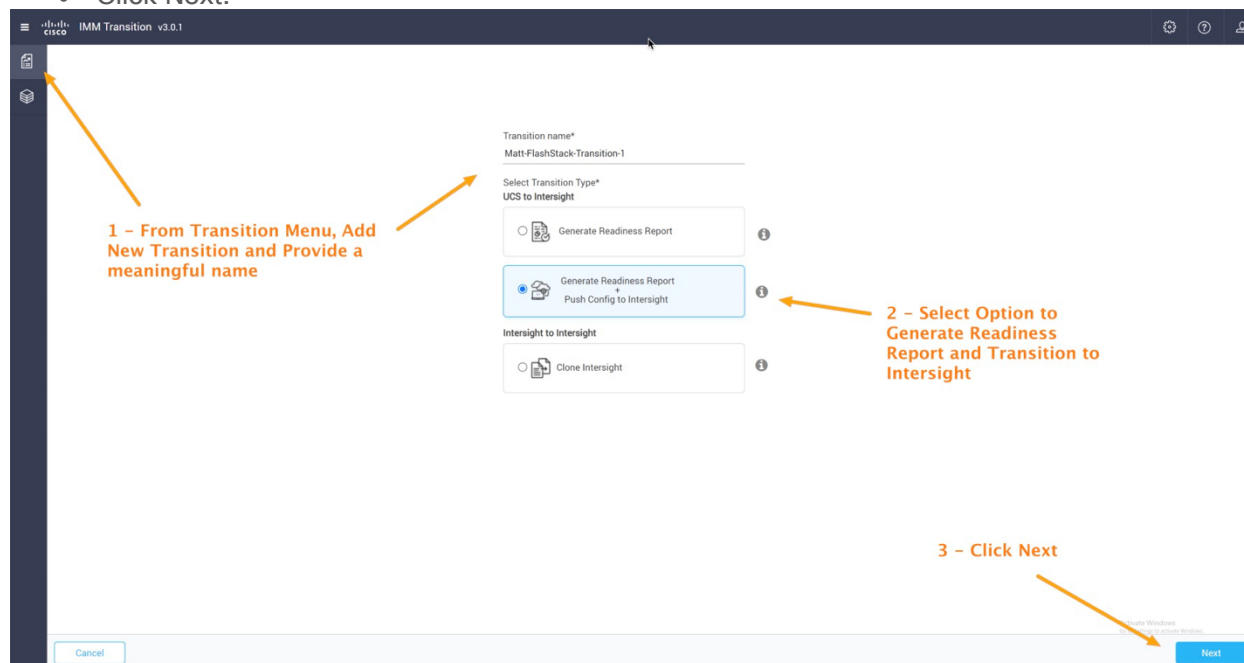 • Click Next.
cisco IMM Transition v3.0.1
Transition name*
Matt-FlashStack-Transition-1
Select Transition Type*
UCS to Intersight
Generate Readiness Report
Generate Readiness Report
+
Push Config to Intersight
Intersight to Intersight
Clone Intersight
1 – From Transition Menu, Add
New Transition and Provide a
meaningful name
2 – Select Option to
Generate Readiness
Report and Transition to
Intersight
3 – Click Next
Activate Windows
Cancel
Next